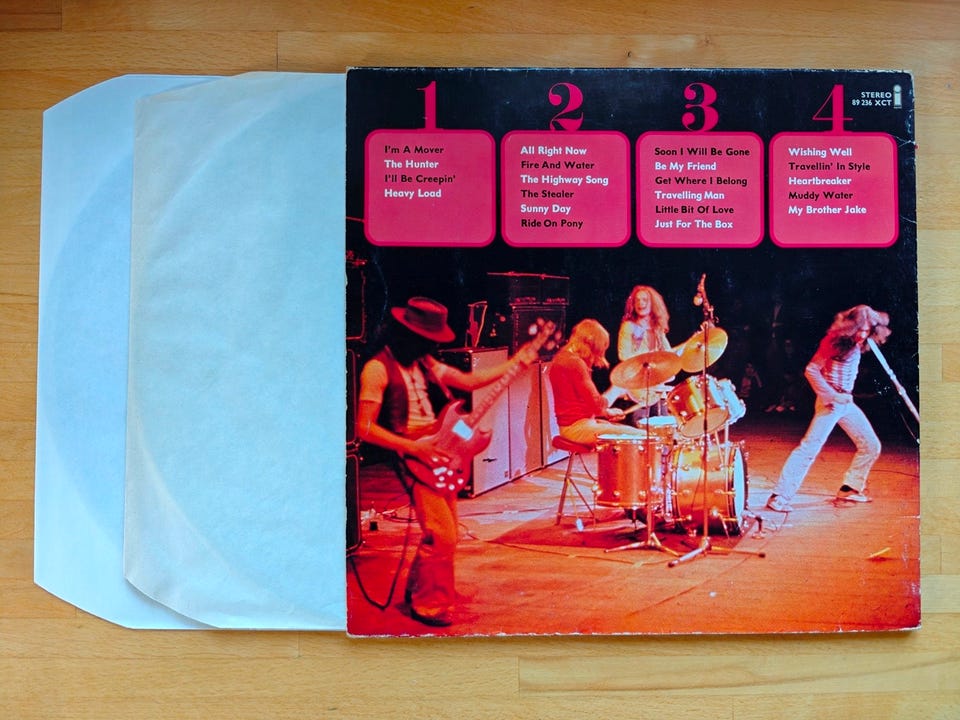 1
I'm A Mover
The Hunter
I'll Be Creepin'
Heavy Load
2
All Right Now
Fire And Water
The Highway Song
The Stealer
Sunny Day
Ride On Pony
3
Soon I Will Be Gone
Be My Friend
Get Where I Belong
Travelling Man
Little Bit Of Love
Just For The Box
4
Wishing Well
Travellin' In Style
Heartbreaker
Muddy Water
My Brother Jake
STEREO
89 236 XCT
i